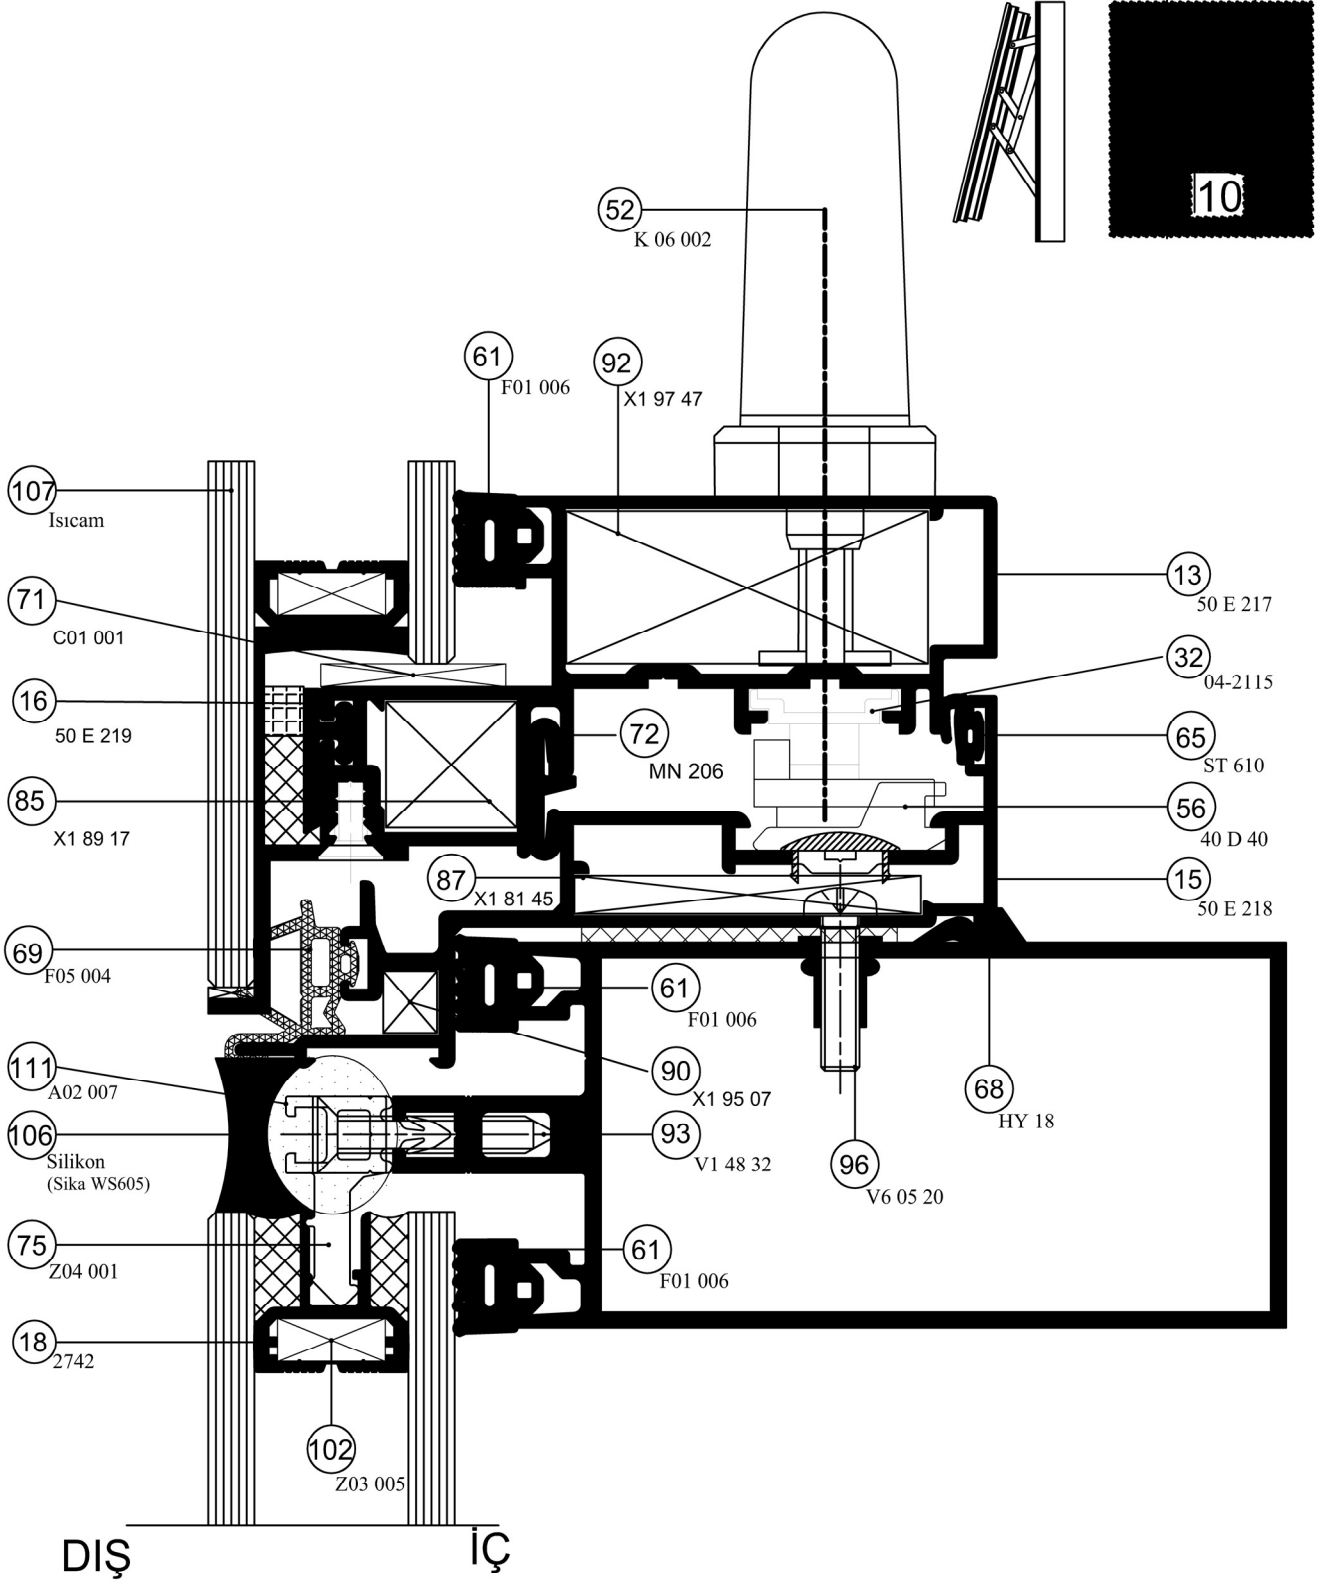 10
52
K 06 002
61
F01 006
92
X1 97 47
107
Isıcam
13
50 E 217
71
C01 001
32
04-2115
16
50 E 219
72
MN 206
65
ST 610
85
X1 89 17
56
40 D 40
87
X1 81 45
15
50 E 218
69
F05 004
61
F01 006
111
A02 007
90
X1 95 07
68
HY 18
106
Silikon
(Sika WS605)
93
V1 48 32
96
V6 05 20
75
Z04 001
61
F01 006
18
2742
102
Z03 005
DIŞ
İÇ